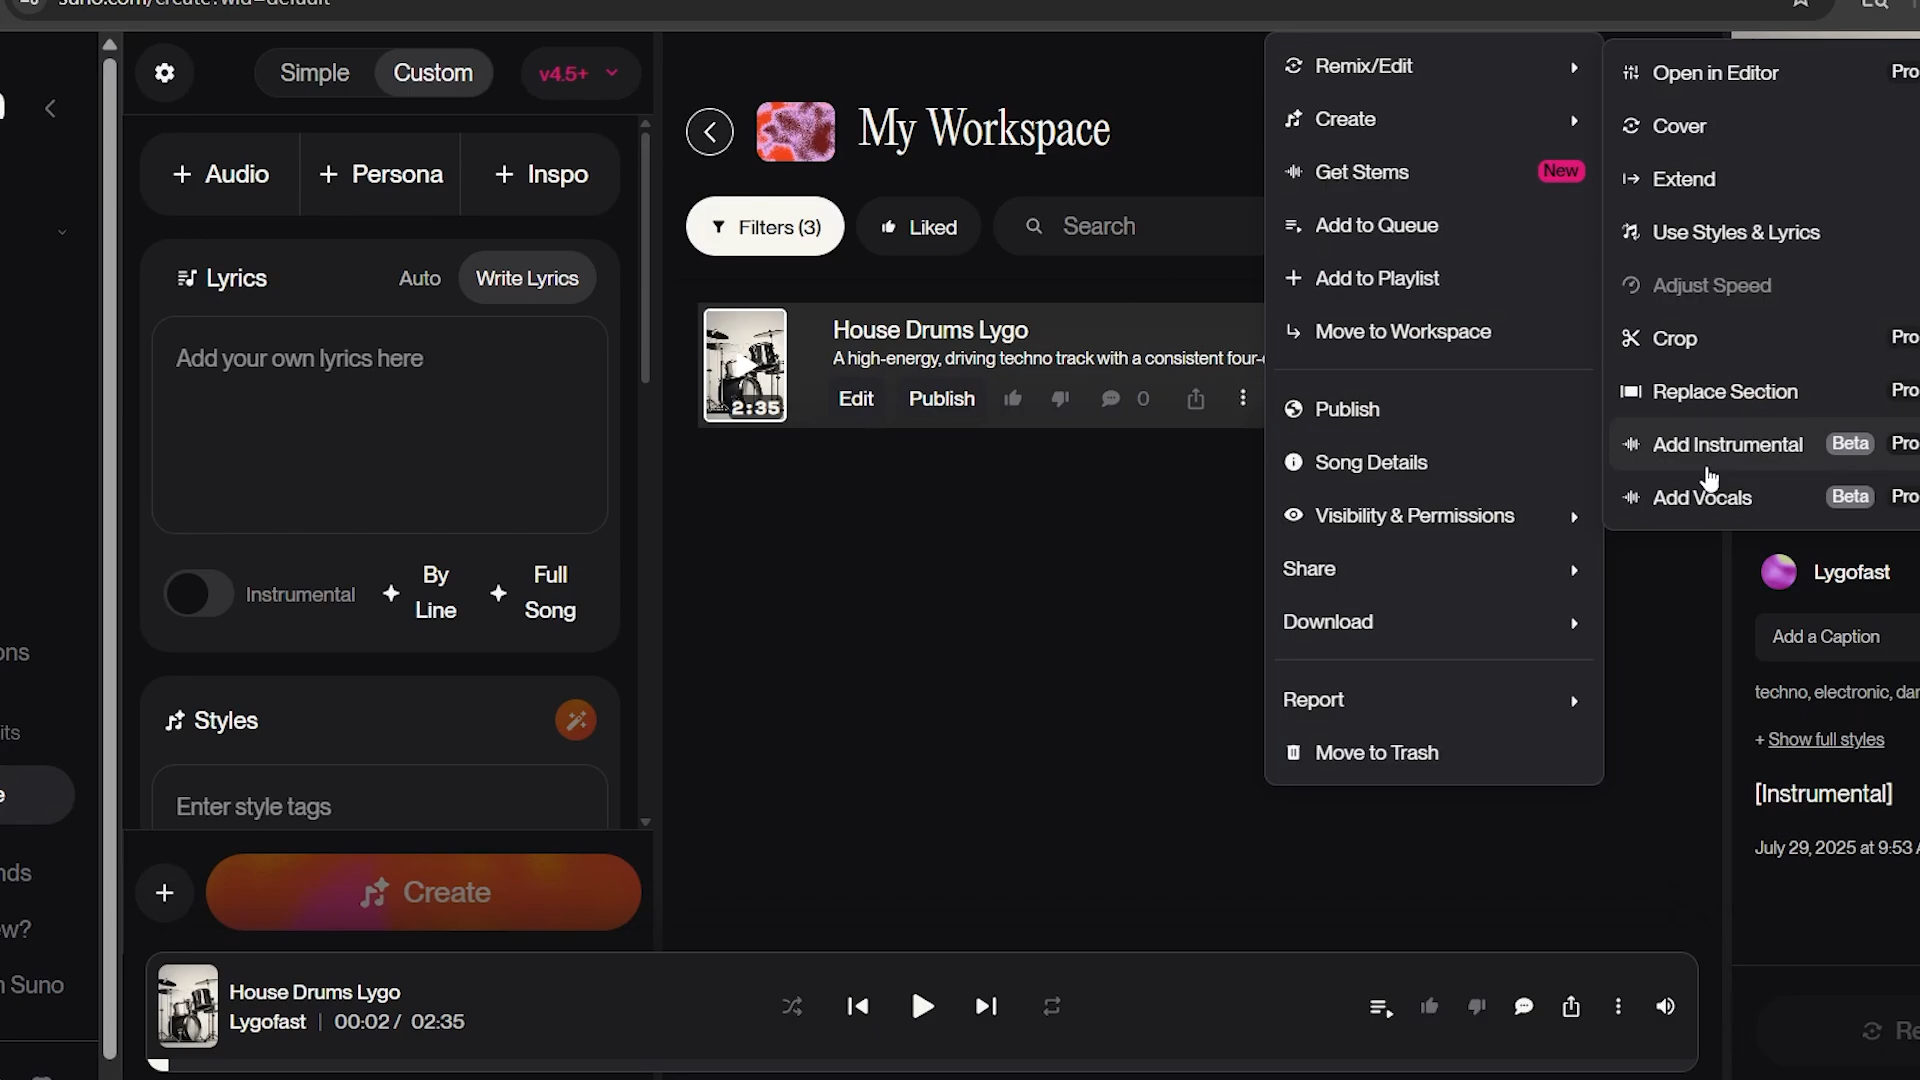 Simple
Custom
v4.5+
+ Audio
+ Persona
+ Inspo
Lyrics
Auto
Write Lyrics
Add your own lyrics here
Instrumental
By Line
Full Song
Styles
Enter style tags
Create
My Workspace
Filters (3)
Liked
Search
2:35
House Drums Lygo
A high-energy, driving techno track with a consistent four-
Edit
Publish
0
Remix/Edit
Create
Get Stems
New
Add to Queue
Add to Playlist
Move to Workspace
Publish
Song Details
Visibility & Permissions
Share
Download
Report
Move to Trash
Open in Editor
Pro
Cover
Extend
Use Styles & Lyrics
Adjust Speed
Crop
Pro
Replace Section
Pro
Add Instrumental
Beta
Pro
Add Vocals
Beta
Pro
Lygofast
Add a Caption
techno, electronic, dan
+ Show full styles
[Instrumental]
July 29, 2025 at 9:53 A
Re
ons
its
e
nds
ew?
n Suno
House Drums Lygo
Lygofast | 00:02 / 02:35